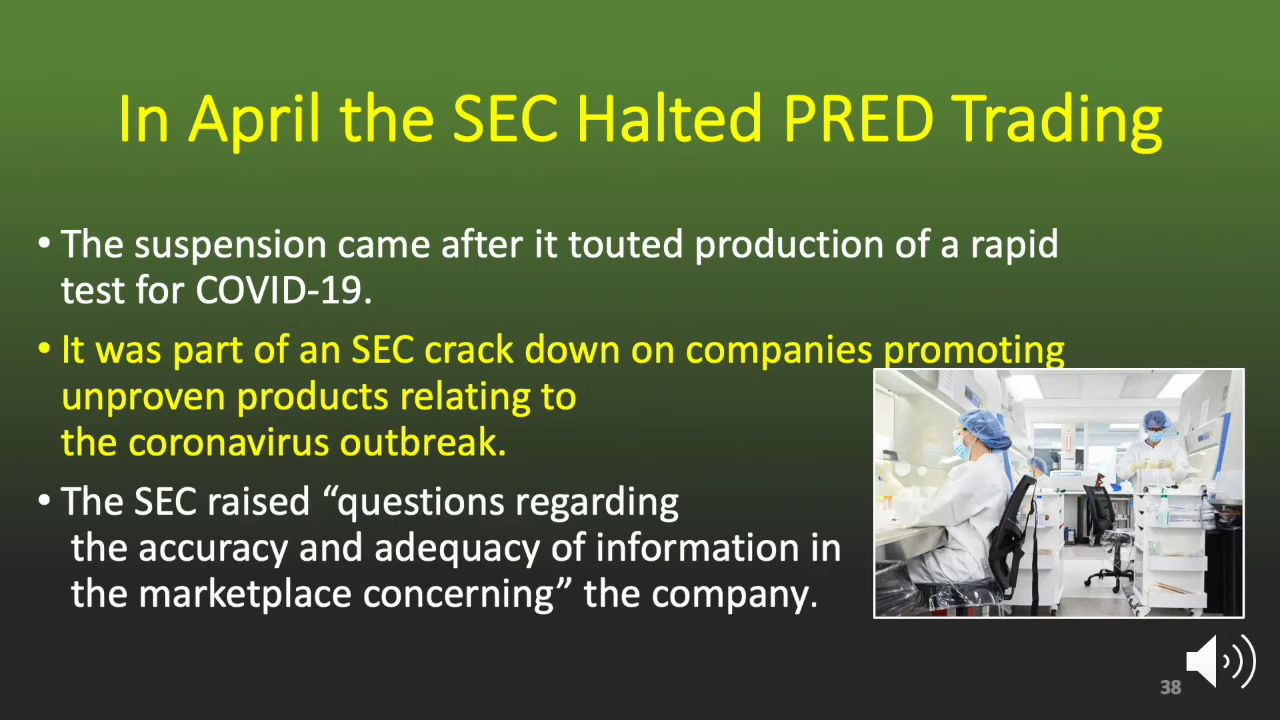 In April the SEC Halted PRED Trading
• The suspension came after it touted production of a rapid
test for COVID-19.
• It was part of an SEC crack down on companies promoting
unproven products relating to
the coronavirus outbreak.
• The SEC raised “questions regarding
the accuracy and adequacy of information in
the marketplace concerning” the company.
38